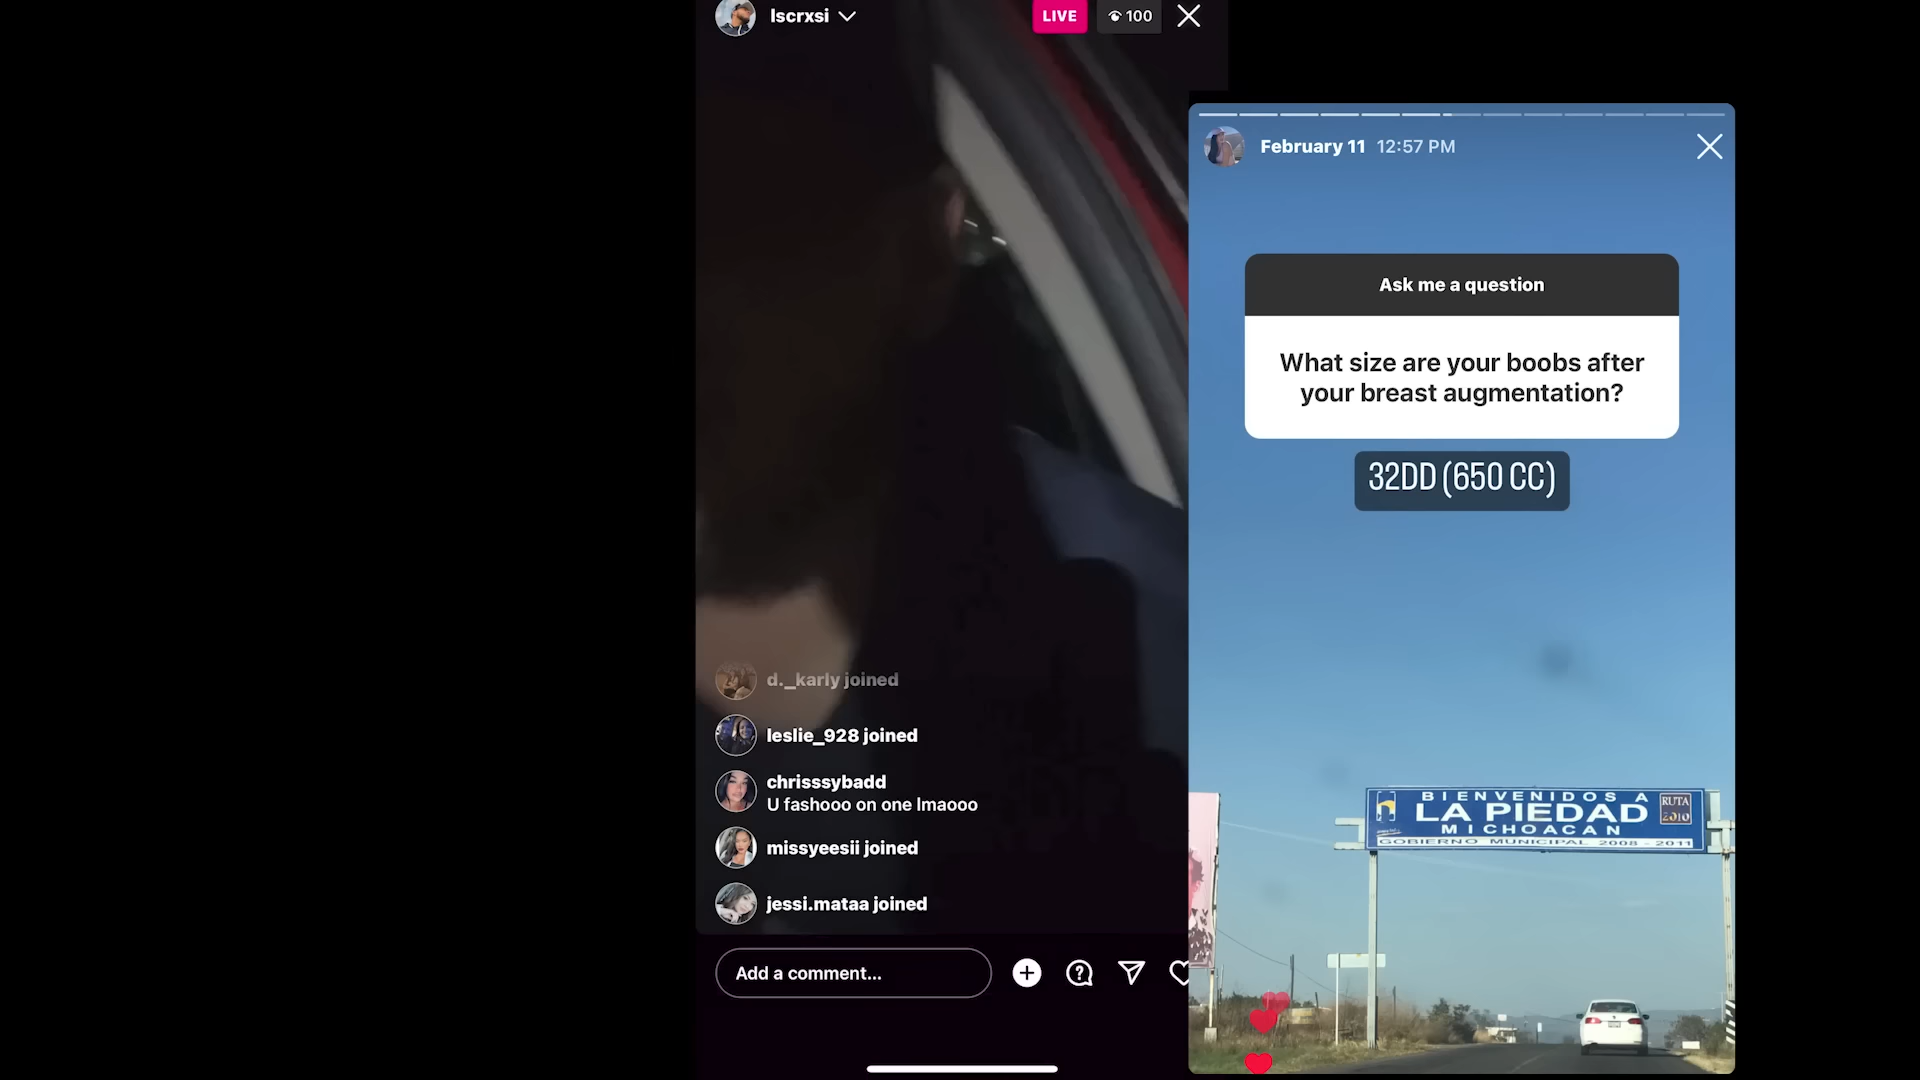 lscrxsi
LIVE
100
d._karly joined
leslie_928 joined
chrisssybadd
U fashooo on one lmaooo
missyeesii joined
jessi.mataa joined
Add a comment...
February 11 12:57 PM
Ask me a question
What size are your boobs after
your breast augmentation?
32DD (650 CC)
BIENVENIDOS A
LA PIEDAD
MICHOACAN
GOBIERNO MUNICIPAL 2008 - 2011
RUTA
2010